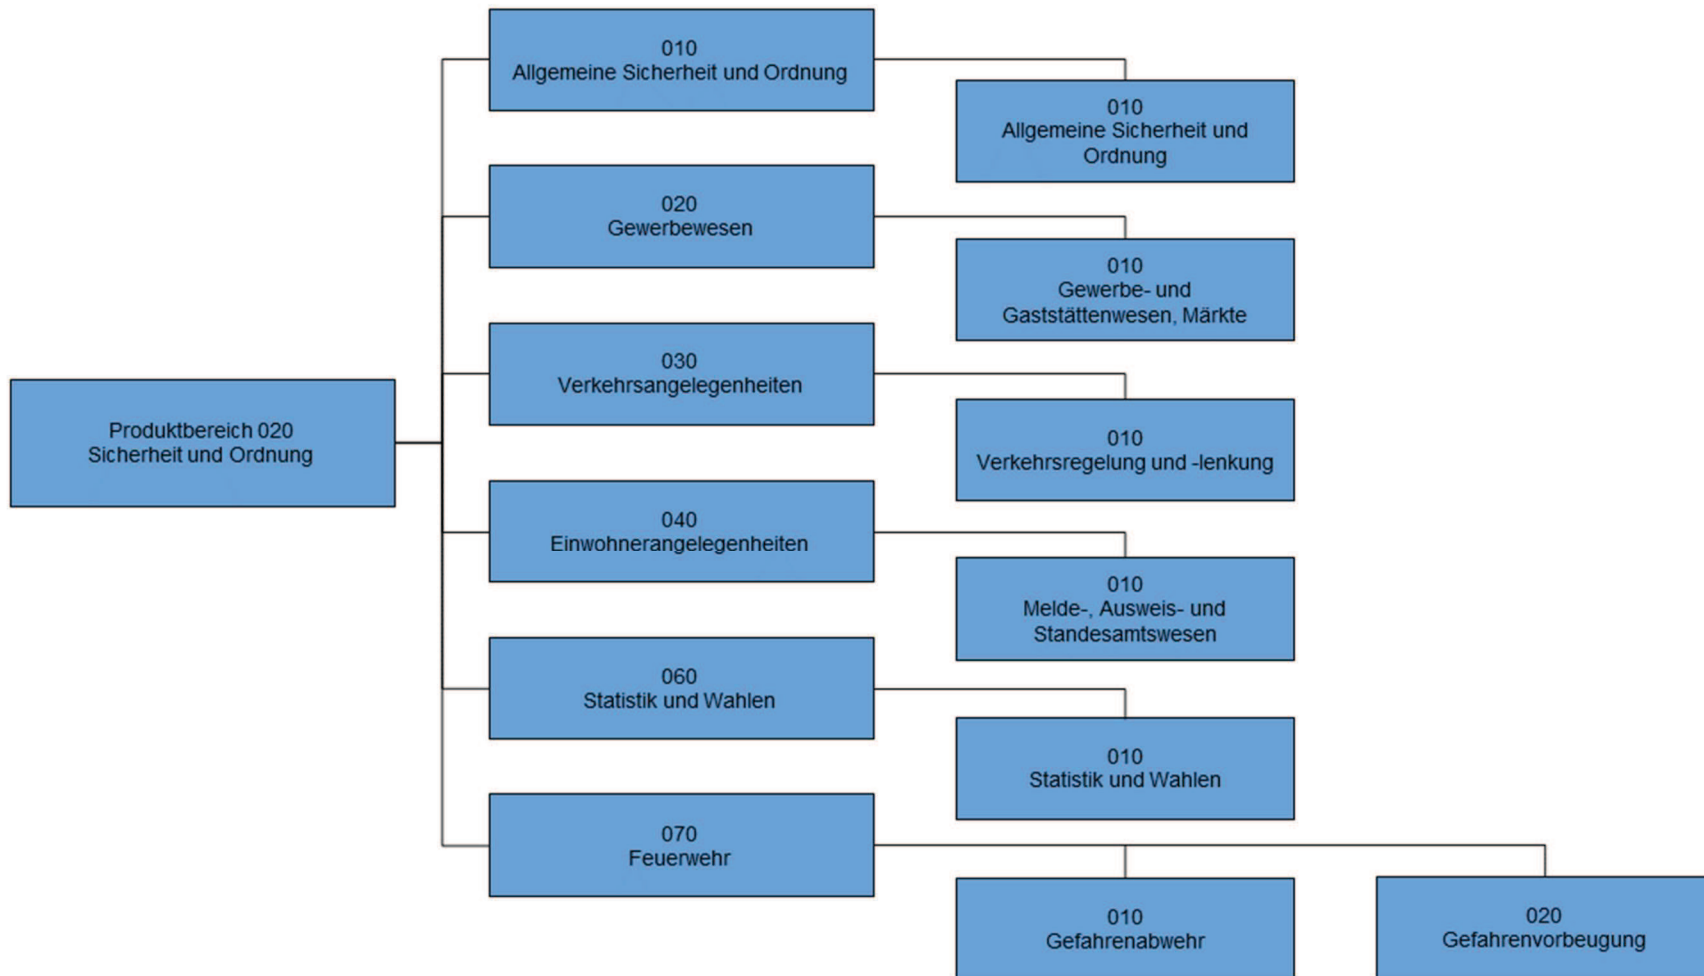 010
Allgemeine Sicherheit und Ordnung
010
Allgemeine Sicherheit und
Ordnung
020
Gewerbewesen
010
Gewerbe- und
Gaststättenwesen, Märkte
030
Verkehrsangelegenheiten
010
Verkehrsregelung und -lenkung
Produktbereich 020
Sicherheit und Ordnung
040
Einwohnerangelegenheiten
010
Melde-, Ausweis- und
Standesamtswesen
060
Statistik und Wahlen
010
Statistik und Wahlen
070
Feuerwehr
010
Gefahrenabwehr
020
Gefahrenvorbeugung